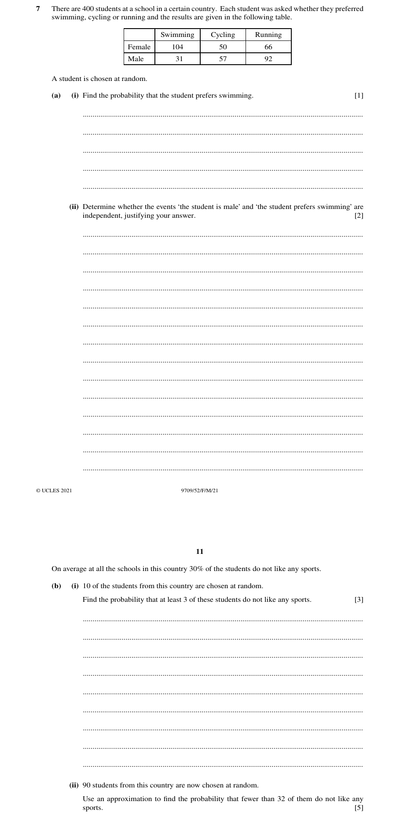 7 There are 400 students at a school in a certain country. Each student was asked whether they preferred
swimming, cycling or running and the results are given in the following table.
Swimming Cycling Running
Female 104 50 66
Male 31 57 92
A student is chosen at random.
(a) (i) Find the probability that the student prefers swimming. [1]
(ii) Determine whether the events ‘the student is male’ and ‘the student prefers swimming’ are
independent, justifying your answer. [2]
© UCLES 2021 9709/52/F/M/21
11
On average at all the schools in this country 30% of the students do not like any sports.
(b) (i) 10 of the students from this country are chosen at random.
Find the probability that at least 3 of these students do not like any sports. [3]
(ii) 90 students from this country are now chosen at random.
Use an approximation to find the probability that fewer than 32 of them do not like any
sports. [5]